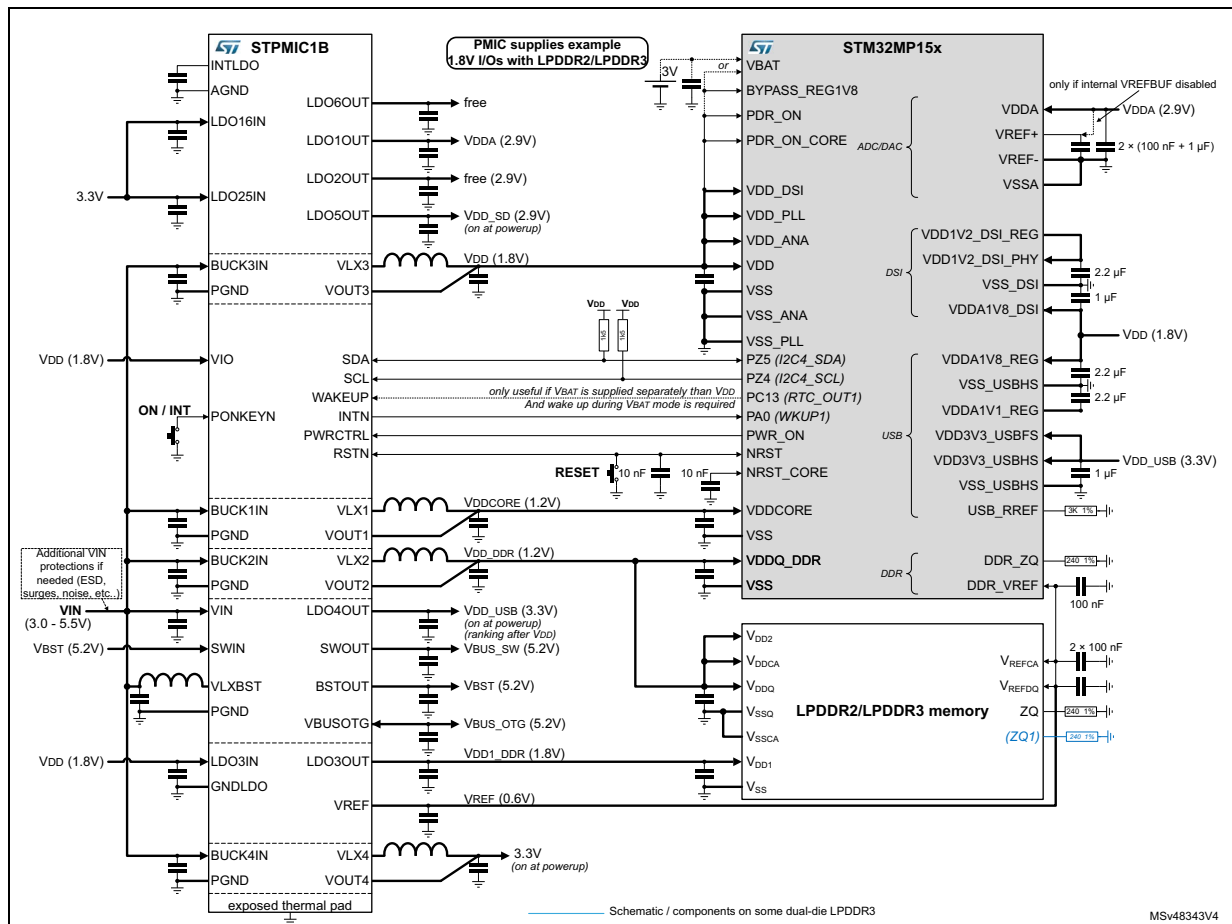 STPMIC1B
INTLDO
AGND
LDO6OUT
free
LDO16IN
LDO1OUT
VDDA (2.9V)
LDO2OUT
free (2.9V)
3.3V
LDO25IN
LDO5OUT
VDD_SD (2.9V)
(on at powerup)
BUCK3IN
VLX3
VDD (1.8V)
PGND
VOUT3
VDD (1.8V)
VIO
SDA
SCL
WAKEUP
ON / INT
PONKEYN
INTN
PWRCTRL
RSTN
BUCK1IN
VLX1
VDDCORE (1.2V)
PGND
VOUT1
Additional VIN
protections if
needed (ESD,
surges, noise, etc..)
BUCK2IN
VLX2
VDD_DDR (1.2V)
PGND
VOUT2
VIN
(3.0 - 5.5V)
VIN
LDO4OUT
VDD_USB (3.3V)
(on at powerup)
(ranking after VDD)
VBST (5.2V)
SWIN
SWOUT
VBUS_SW (5.2V)
VLXBST
BSTOUT
VBST (5.2V)
PGND
VBUSOTG
VBUS_OTG (5.2V)
VDD (1.8V)
LDO3IN
LDO3OUT
VDD1_DDR (1.8V)
GNDLDO
VREF
VREF (0.6V)
BUCK4IN
VLX4
3.3V
(on at powerup)
PGND
VOUT4
exposed thermal pad
PMIC supplies example
1.8V I/Os with LPDDR2/LPDDR3
3V
or
VDD
VDD
1k5
1k5
only useful if VBAT is supplied separately than VDD
And wake up during VBAT mode is required
RESET
10 nF
10 nF
STM32MP15x
VBAT
BYPASS_REG1V8
PDR_ON
PDR_ON_CORE
VDD_DSI
VDD_PLL
VDD_ANA
VDD
VSS
VSS_ANA
VSS_PLL
PZ5 (I2C4_SDA)
PZ4 (I2C4_SCL)
PC13 (RTC_OUT1)
PA0 (WKUP1)
PWR_ON
NRST
NRST_CORE
VDDCORE
VSS
VDDQ_DDR
VSS
only if internal VREFBUF disabled
ADC/DAC
VDDA
VDDA (2.9V)
VREF+
2 × (100 nF + 1 µF)
VREF-
VSSA
DSI
VDD1V2_DSI_REG
VDD1V2_DSI_PHY
2.2 µF
VSS_DSI
1 µF
VDDA1V8_DSI
VDD (1.8V)
USB
VDDA1V8_REG
2.2 µF
VSS_USBHS
2.2 µF
VDDA1V1_REG
VDD3V3_USBFS
VDD3V3_USBHS
VDD_USB (3.3V)
1 µF
VSS_USBHS
USB_RREF
3K 1%
DDR
DDR_ZQ
240 1%
DDR_VREF
100 nF
LPDDR2/LPDDR3 memory
VDD2
VDDCA
VDDQ
VSSQ
VSSCA
VDD1
VSS
VREFCA
2 × 100 nF
VREFDQ
ZQ
240 1%
(ZQ1)
240 1%
Schematic / components on some dual-die LPDDR3
MSv48343V4